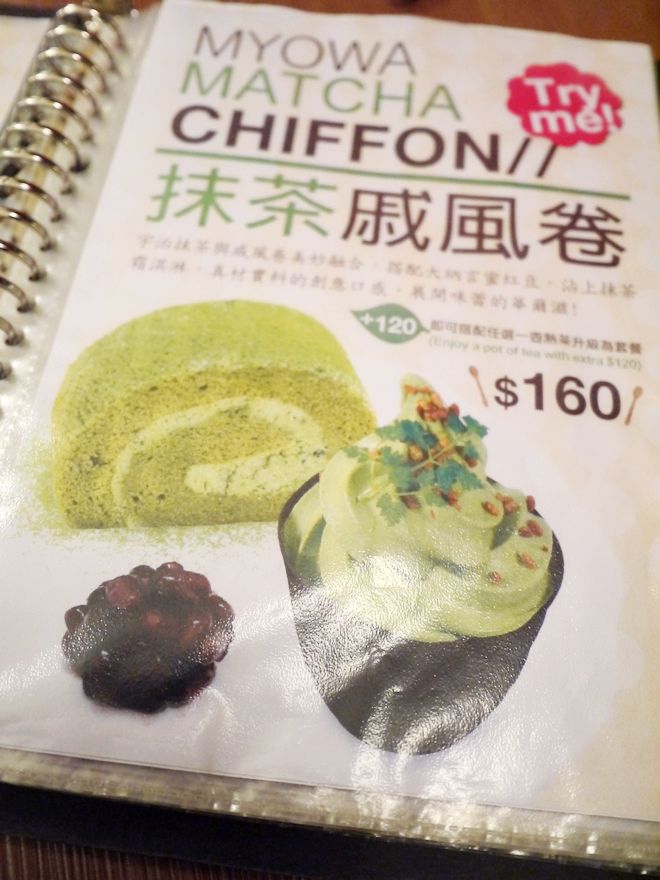 MYOWA
MATCHA
CHIFFON//
Try
me!
抹茶戚風卷
宇治抹茶與戚風卷美妙融合，搭配大納言蜜紅豆，沾上抹茶
霜淇淋，真材實料的創意口感，展開味蕾的華爾滋！
+120
即可搭配任選一壺熱茶升級為套餐
(Enjoy a pot of tea with extra $120)
$160